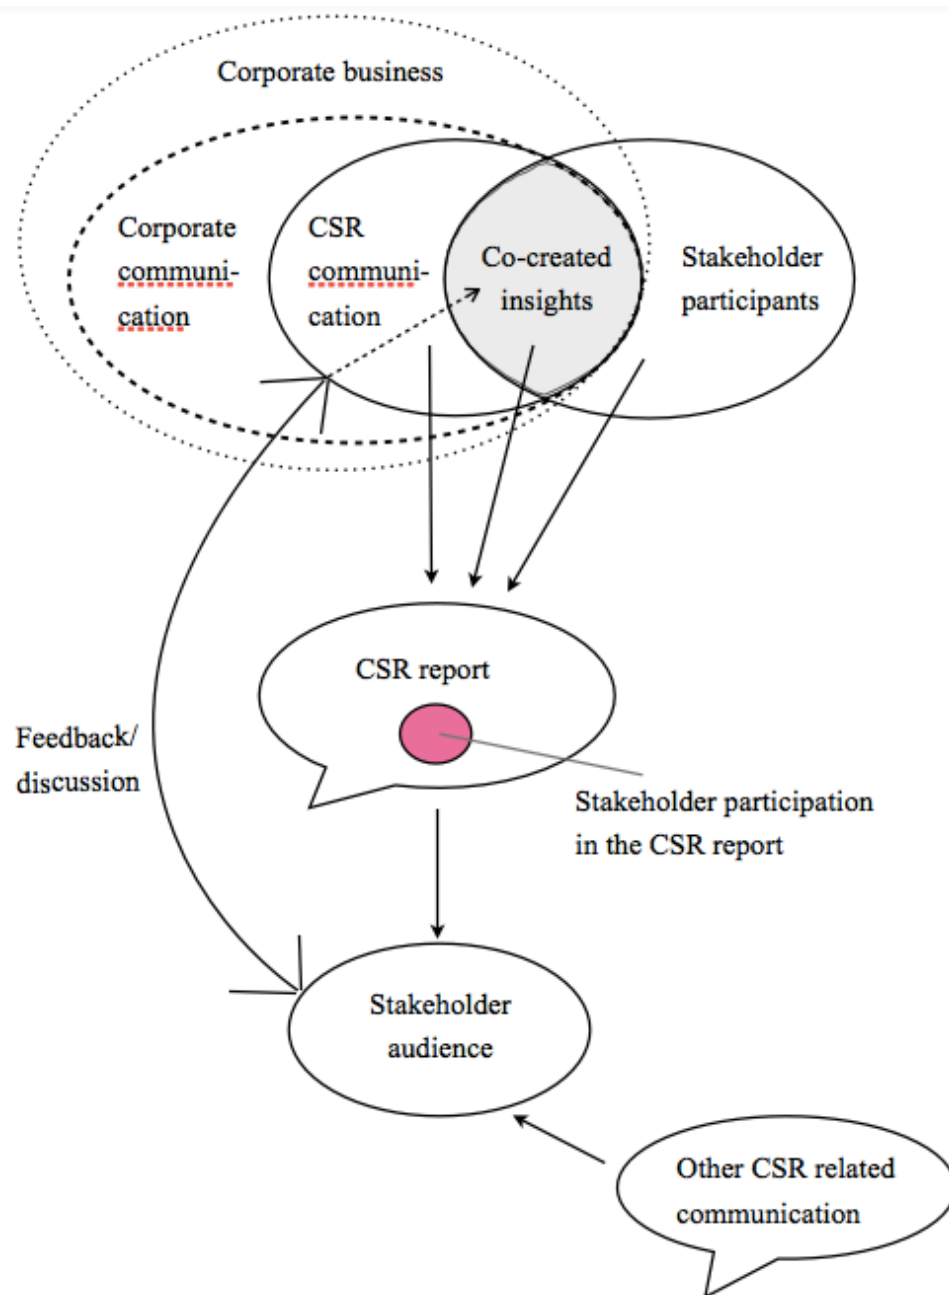 Corporate business
Corporate
communi-
cation
CSR
communi-
cation
Co-created
insights
Stakeholder
participants
CSR report
Feedback/
discussion
Stakeholder participation
in the CSR report
Stakeholder
audience
Other CSR related
communication